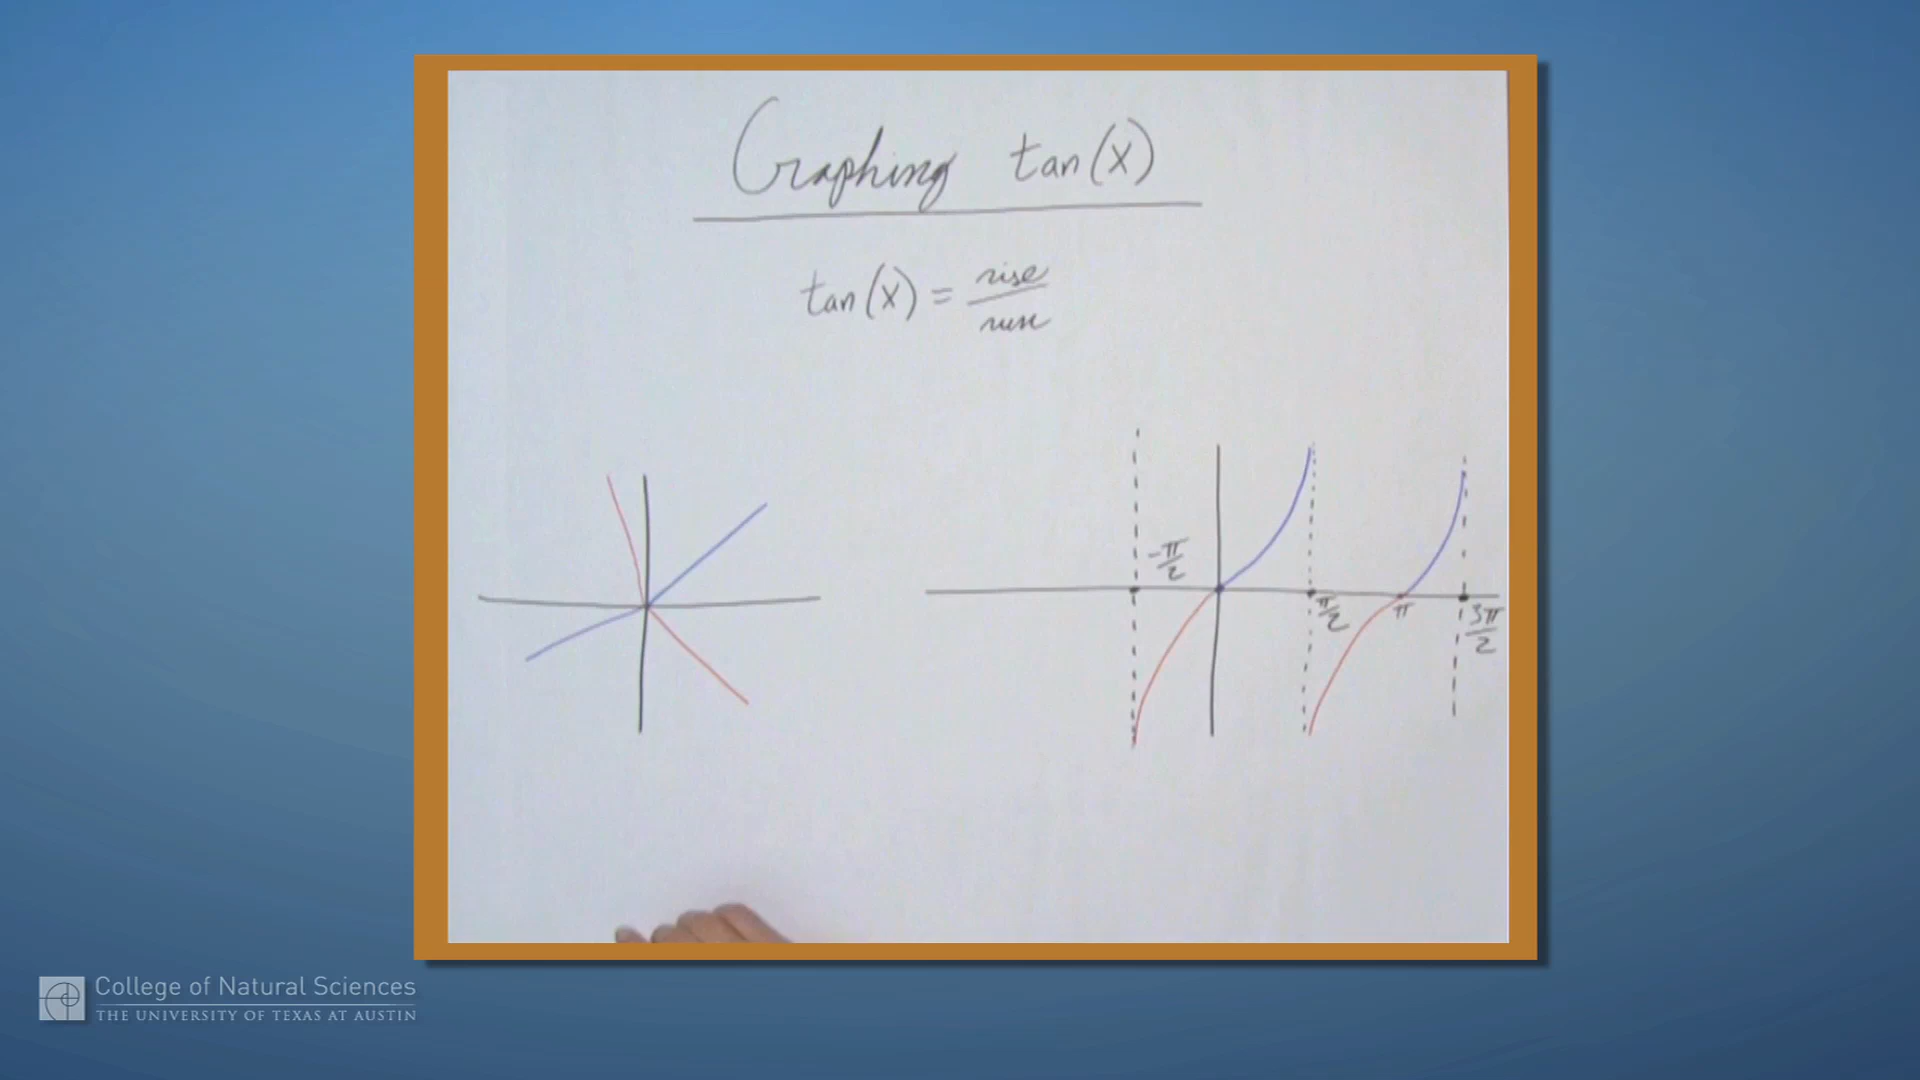 Graphing tan(x)
tan(x) = rise/run
-π/2
π/2
π
3π/2
College of Natural Sciences
THE UNIVERSITY OF TEXAS AT AUSTIN